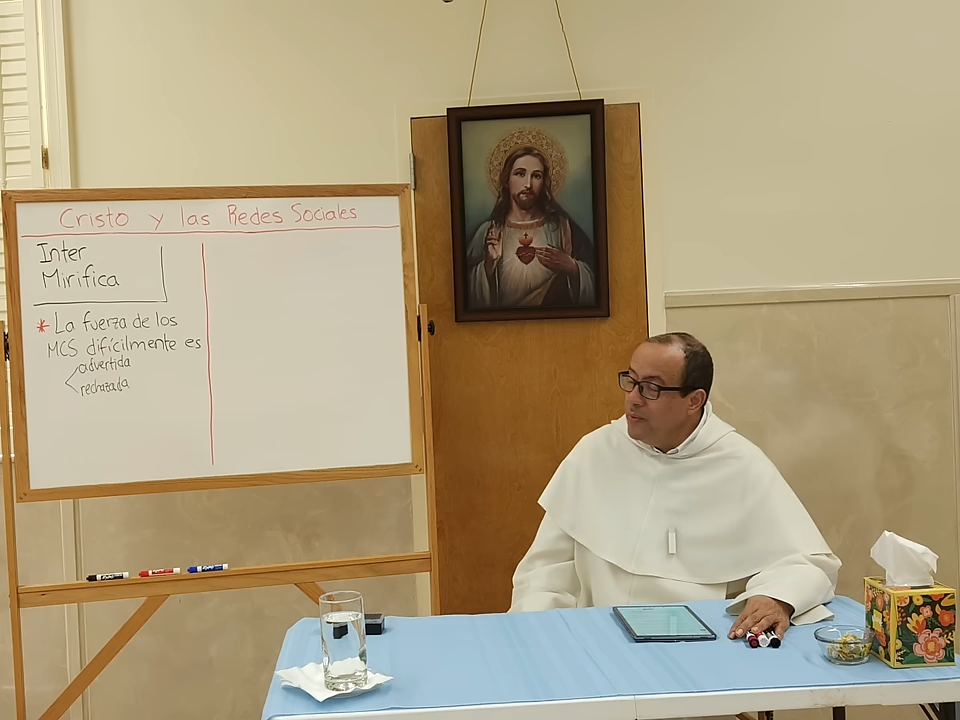 Cristo y las Redes Sociales
Inter
Mirifica
* La fuerza de los
MCS difícilmente es
advertida
rechazada